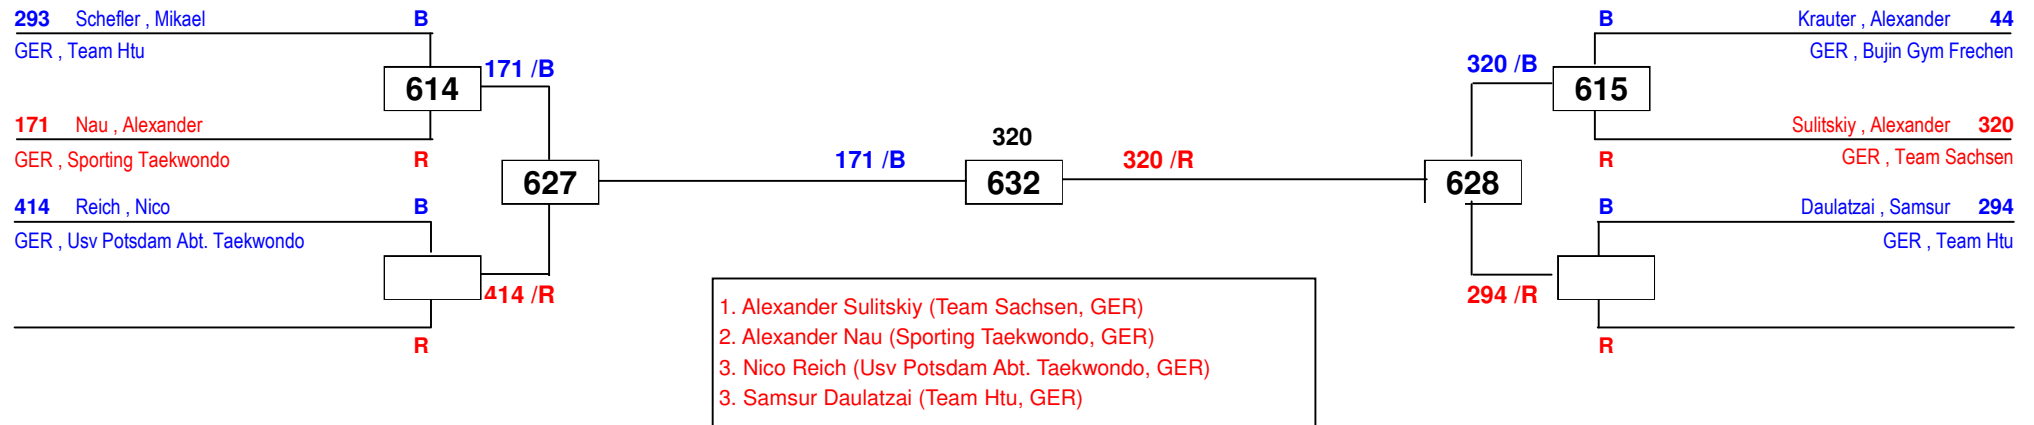 293 Schefler , Mikael B
GER , Team Htu
614
171 /B
171 Nau , Alexander
GER , Sporting Taekwondo R
627
414 Reich , Nico B
GER , Usv Potsdam Abt. Taekwondo
414 /R
R
171 /B
320
632
320 /R
B Krauter , Alexander 44
GER , Bujin Gym Frechen
320 /B
615
Sulitskiy , Alexander 320
R GER , Team Sachsen
628
B Daulatzai , Samsur 294
GER , Team Htu
294 /R
R
1. Alexander Sulitskiy (Team Sachsen, GER)
2. Alexander Nau (Sporting Taekwondo, GER)
3. Nico Reich (Usv Potsdam Abt. Taekwondo, GER)
3. Samsur Daulatzai (Team Htu, GER)